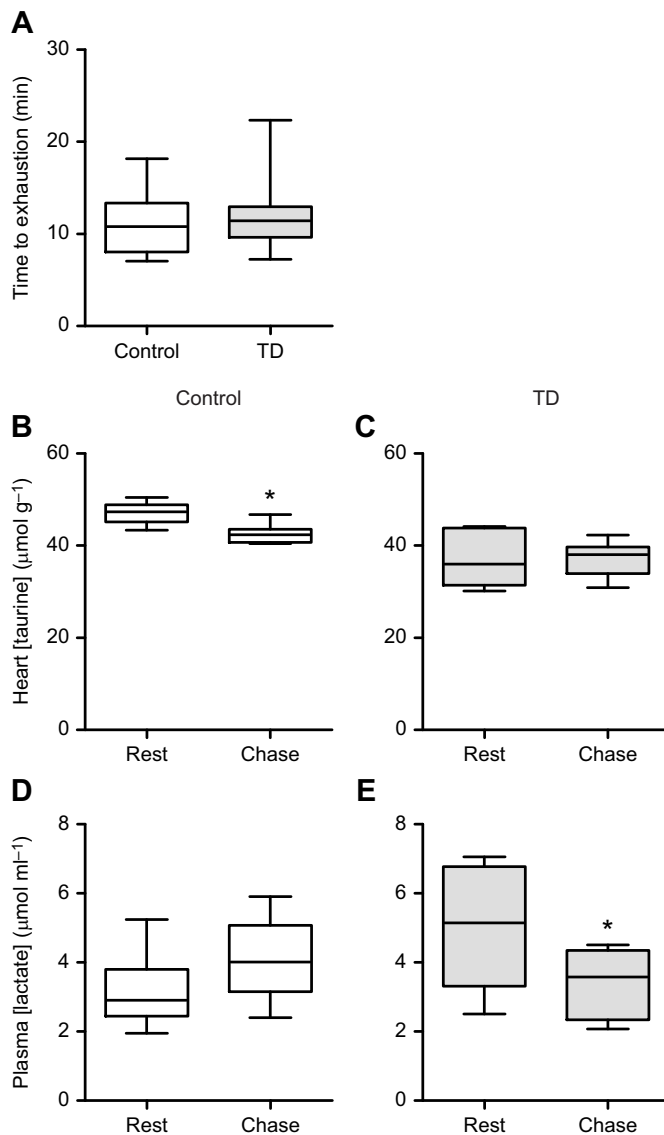 A
Time to exhaustion (min)
30
20
10
0
Control TD
Control TD
B
Heart [taurine] (μmol g⁻¹)
60
40
20
0
Rest Chase
*
C
60
40
20
0
Rest Chase
D
Plasma [lactate] (μmol ml⁻¹)
8
6
4
2
0
Rest Chase
E
8
6
4
2
0
Rest Chase
*